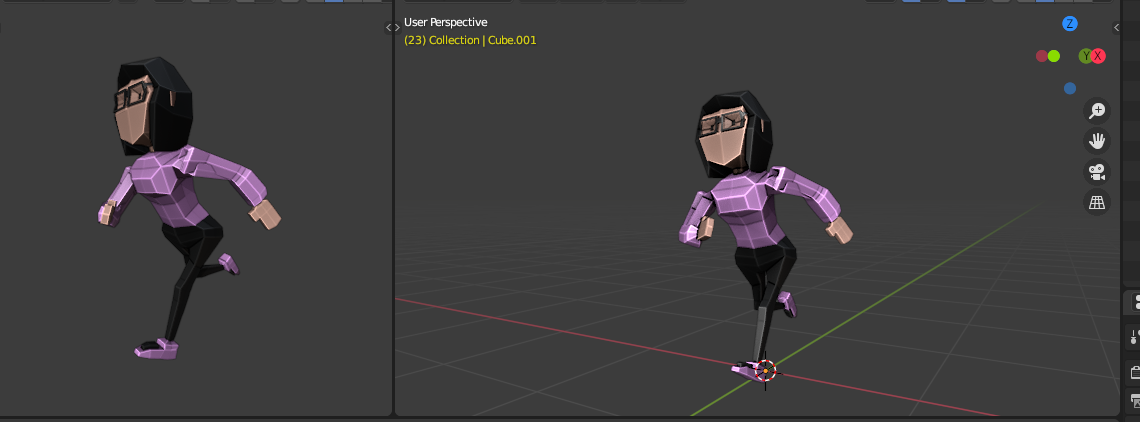 User Perspective
(23) Collection | Cube.001
Z
Y
X